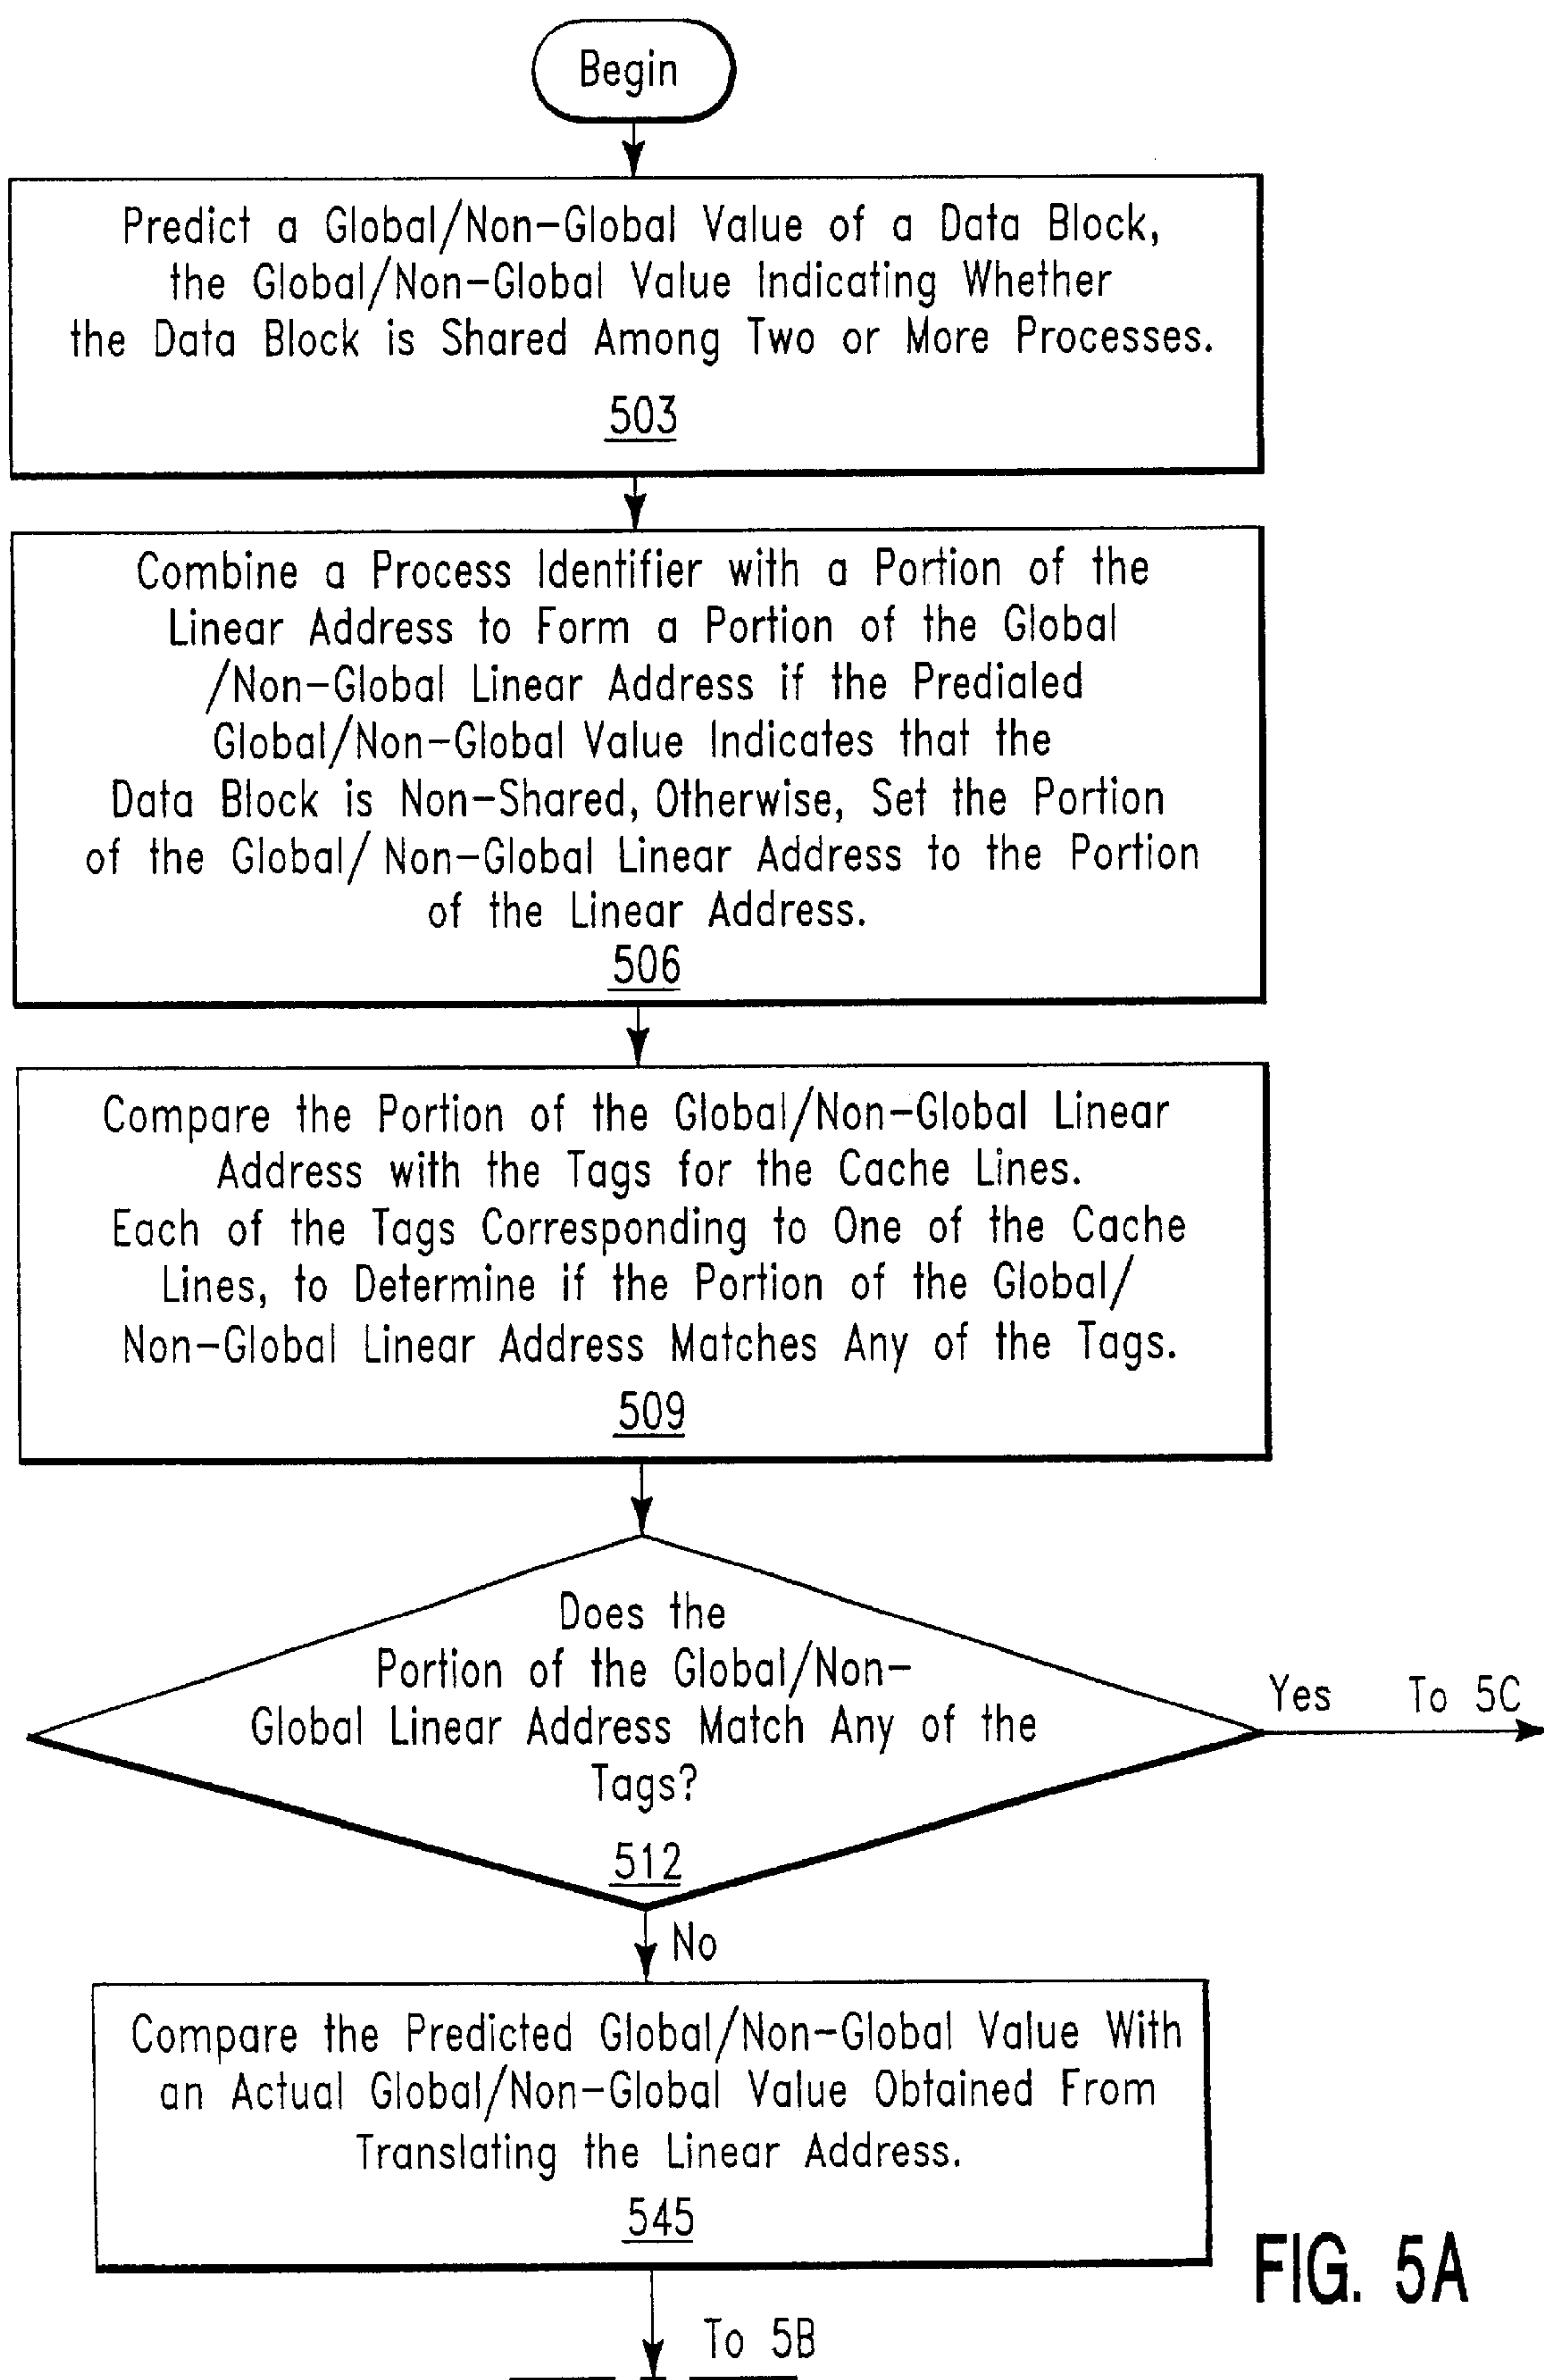 Begin
Predict a Global/Non-Global Value of a Data Block,
the Global/Non-Global Value Indicating Whether
the Data Block is Shared Among Two or More Processes.
503
Combine a Process Identifier with a Portion of the
Linear Address to Form a Portion of the Global
/Non-Global Linear Address if the Predialed
Global/Non-Global Value Indicates that the
Data Block is Non-Shared, Otherwise, Set the Portion
of the Global/ Non-Global Linear Address to the Portion
of the Linear Address.
506
Compare the Portion of the Global/Non-Global Linear
Address with the Tags for the Cache Lines.
Each of the Tags Corresponding to One of the Cache
Lines, to Determine if the Portion of the Global/
Non-Global Linear Address Matches Any of the Tags.
509
Does the
Portion of the Global/Non-
Global Linear Address Match Any of the
Tags?
512
Yes To 5C
No
Compare the Predicted Global/Non-Global Value With
an Actual Global/Non-Global Value Obtained From
Translating the Linear Address.
545
FIG. 5A
To 5B